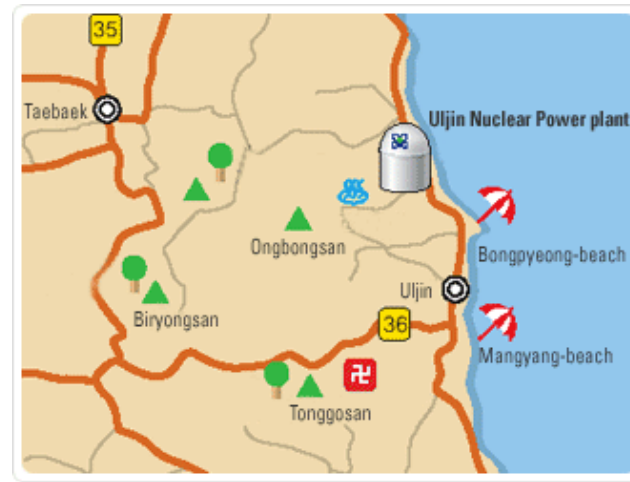 35
Taebaek
Uljin Nuclear Power plant
Ongbongsan
Bongpyeong-beach
Uljin
Biryongsan
36
Mangyang-beach
Tonggosan